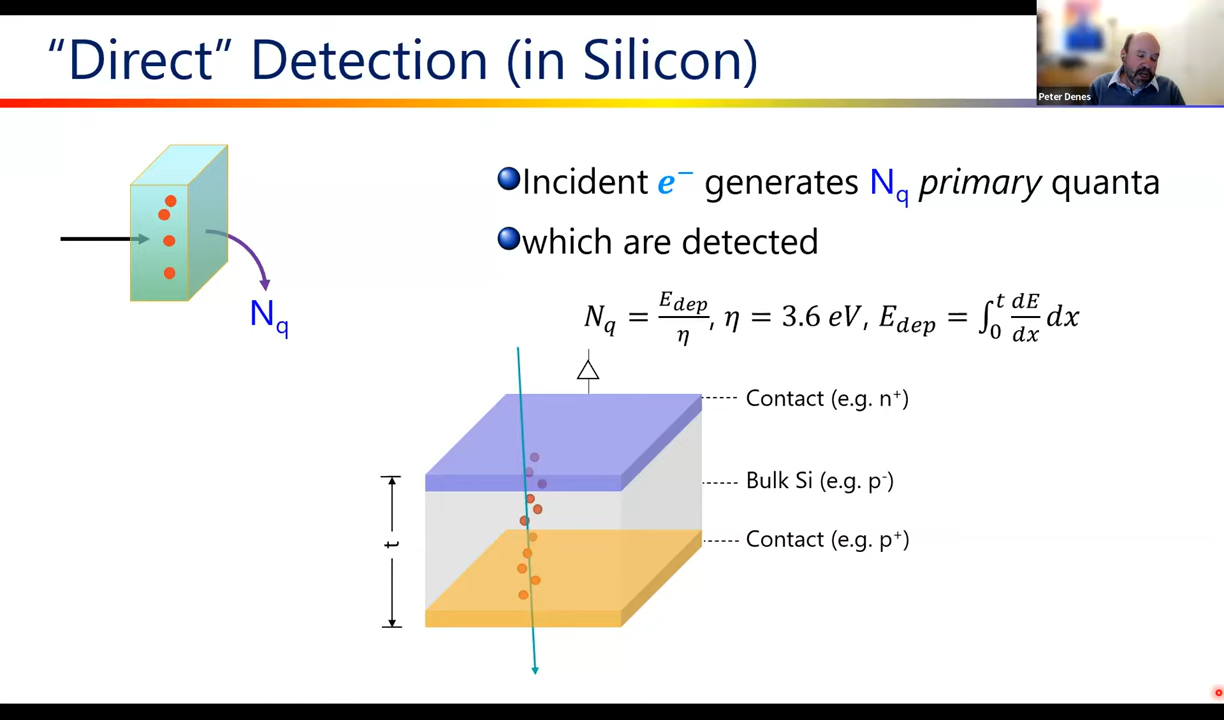 “Direct” Detection (in Silicon)
Peter Denes
Incident e⁻ generates N_q primary quanta
which are detected
N_q = E_dep/η, η = 3.6 eV, E_dep = ∫₀ᵗ dE/dx dx
N_q
Contact (e.g. n⁺)
Bulk Si (e.g. p⁻)
Contact (e.g. p⁺)
t